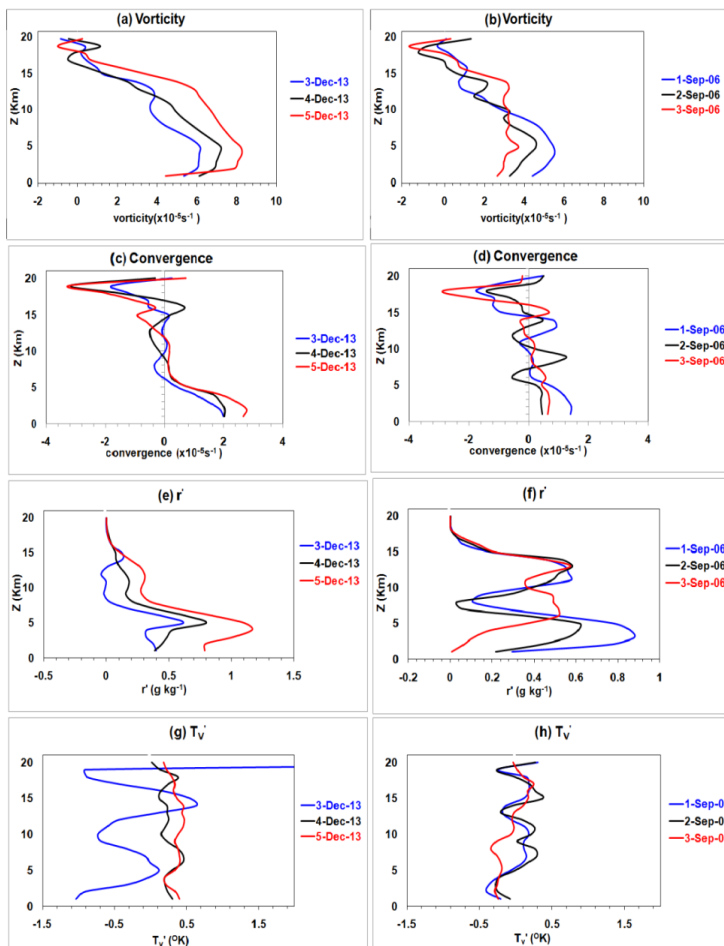 (a) Vorticity
20
15
10
5
0
Z (Km)
3-Dec-13
4-Dec-13
5-Dec-13
-2 0 2 4 6 8 10
vorticity(x10-5s-1)
(b) Vorticity
20
15
10
5
0
Z (Km)
1-Sep-06
2-Sep-06
3-Sep-06
-2 0 2 4 6 8 10
vorticity(x10-5s-1)
(c) Convergence
20
15
10
5
0
Z (Km)
3-Dec-13
4-Dec-13
5-Dec-13
-4 -2 0 2 4
convergence (x10-5s-1)
(d) Convergence
20
15
10
5
0
Z (Km)
1-Sep-06
2-Sep-06
3-Sep-06
-4 -2 0 2 4
convergence (x10-5s-1)
(e) r'
20
15
10
5
0
Z (Km)
3-Dec-13
4-Dec-13
5-Dec-13
-0.5 0 0.5 1 1.5
r' (g kg-1)
(f) r'
20
15
10
5
0
Z (Km)
1-Sep-06
2-Sep-06
3-Sep-06
-0.2 0 0.2 0.4 0.6 0.8 1
r' (g kg-1)
(g) TV'
20
15
10
5
0
Z (Km)
3-Dec-13
4-Dec-13
5-Dec-13
-1.5 -0.5 0.5 1.5
TV' (OK)
(h) TV'
20
15
10
5
0
Z (Km)
1-Sep-0
2-Sep-0
3-Sep-0
-1.5 -0.5 0.5 1.5
TV' (OK)